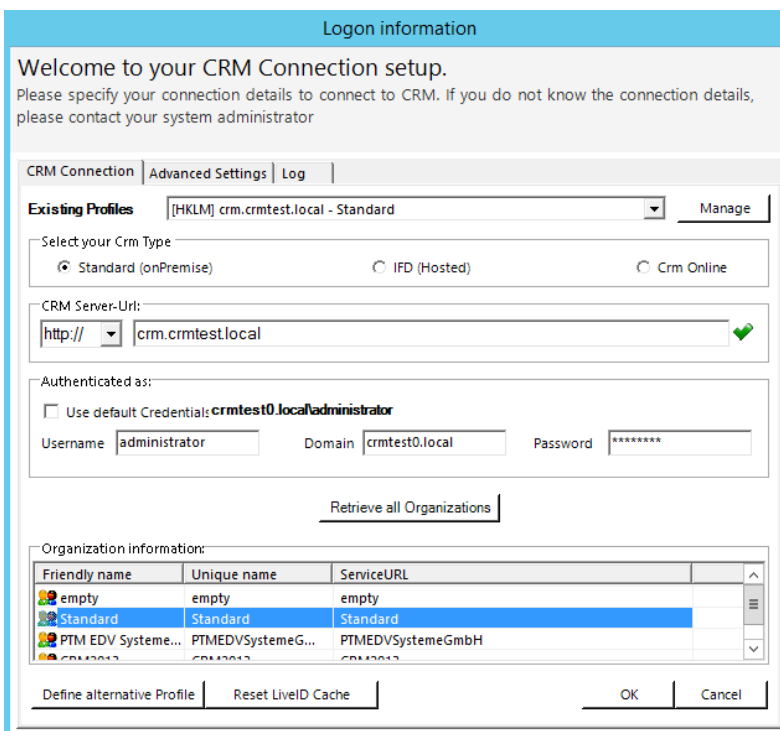 Logon information
Welcome to your CRM Connection setup.
Please specify your connection details to connect to CRM. If you do not know the connection details,
please contact your system administrator
CRM Connection Advanced Settings Log
Existing Profiles [HKLM] crm.crmtest.local - Standard Manage
Select your Crm Type
Standard (onPremise) IFD (Hosted) Crm Online
CRM Server-Url:
http:// crm.crmtest.local
Authenticated as:
Use default Credentials crmtest0.local\administrator
Username administrator Domain crmtest0.local Password ********
Retrieve all Organizations
Organization information:
Friendly name Unique name ServiceURL
empty empty empty
Standard Standard Standard
PTM EDV Systeme... PTMEDVSystemeG... PTMEDVSystemeGmbH
CRM2013 CRM2013 CRM2013
Define alternative Profile Reset LiveID Cache OK Cancel